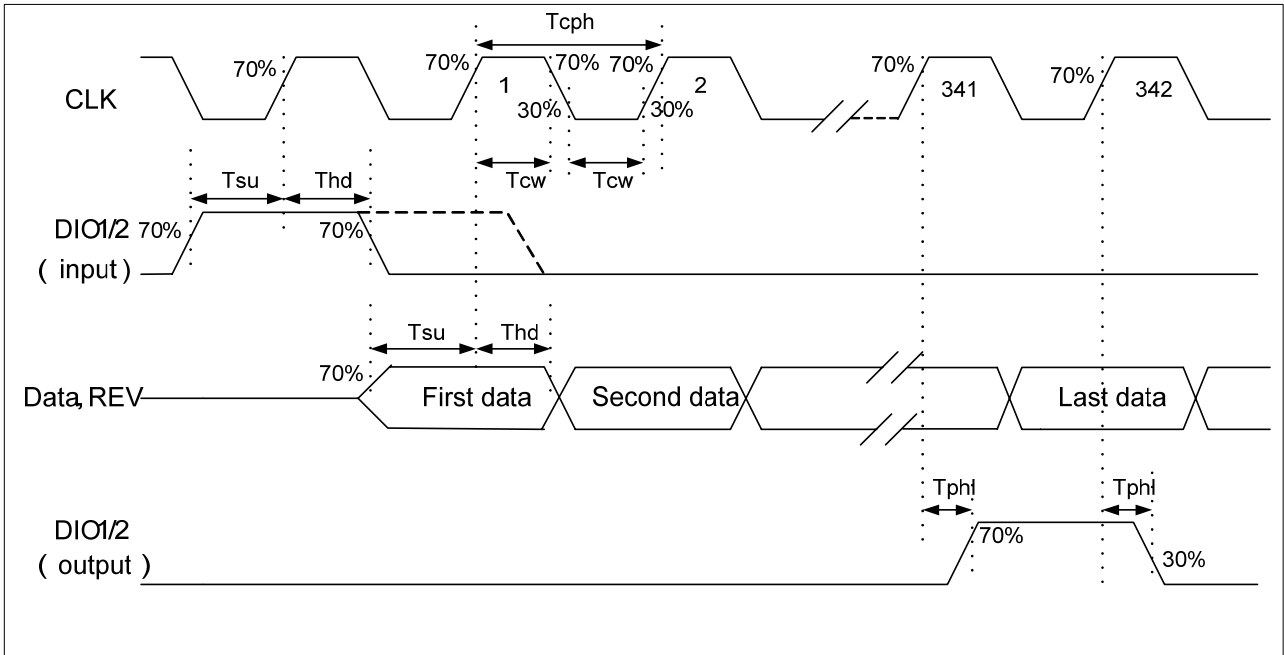 Tcph
70%
70%
70%
70%
70%
70%
CLK
1
2
341
342
30%
30%
Tcw
Tcw
Tsu
Thd
DIO1/2
70%
70%
( input )
Tsu
Thd
70%
Data, REV
First data
Second data
Last data
Tphl
Tphl
DIO1/2
70%
( output )
30%